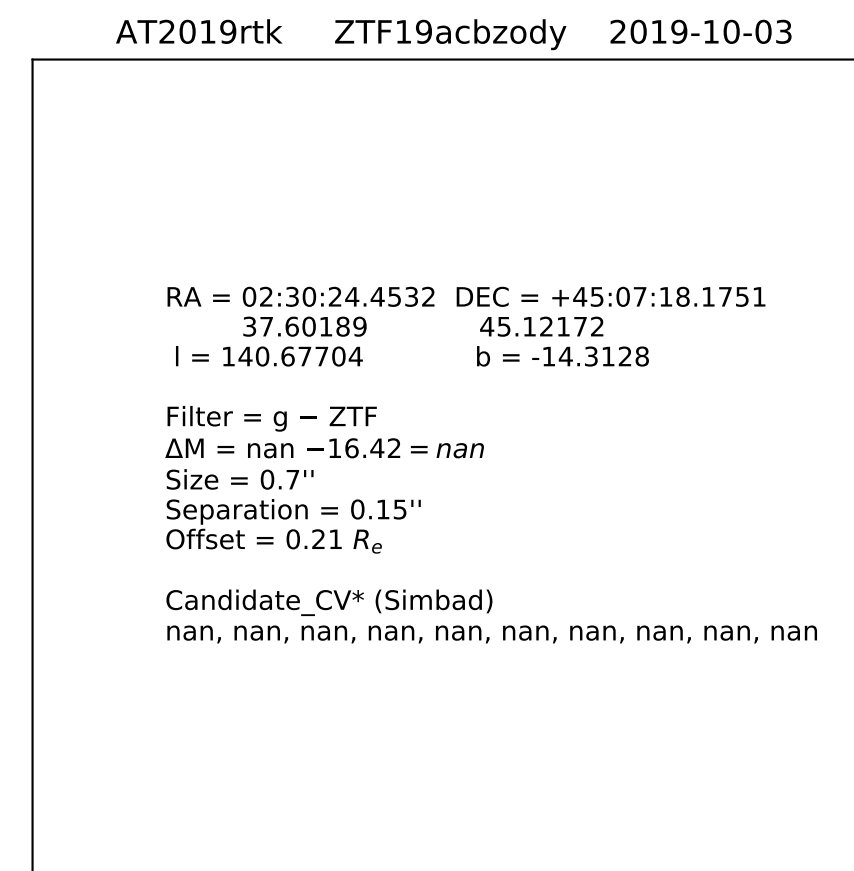 AT2019rtk ZTF19acbzody 2019-10-03
RA = 02:30:24.4532 DEC = +45:07:18.1751
37.60189 45.12172
l = 140.67704 b = -14.3128
Filter = g − ZTF
ΔM = nan −16.42 = nan
Size = 0.7''
Separation = 0.15''
Offset = 0.21 Re
Candidate_CV* (Simbad)
nan, nan, nan, nan, nan, nan, nan, nan, nan, nan